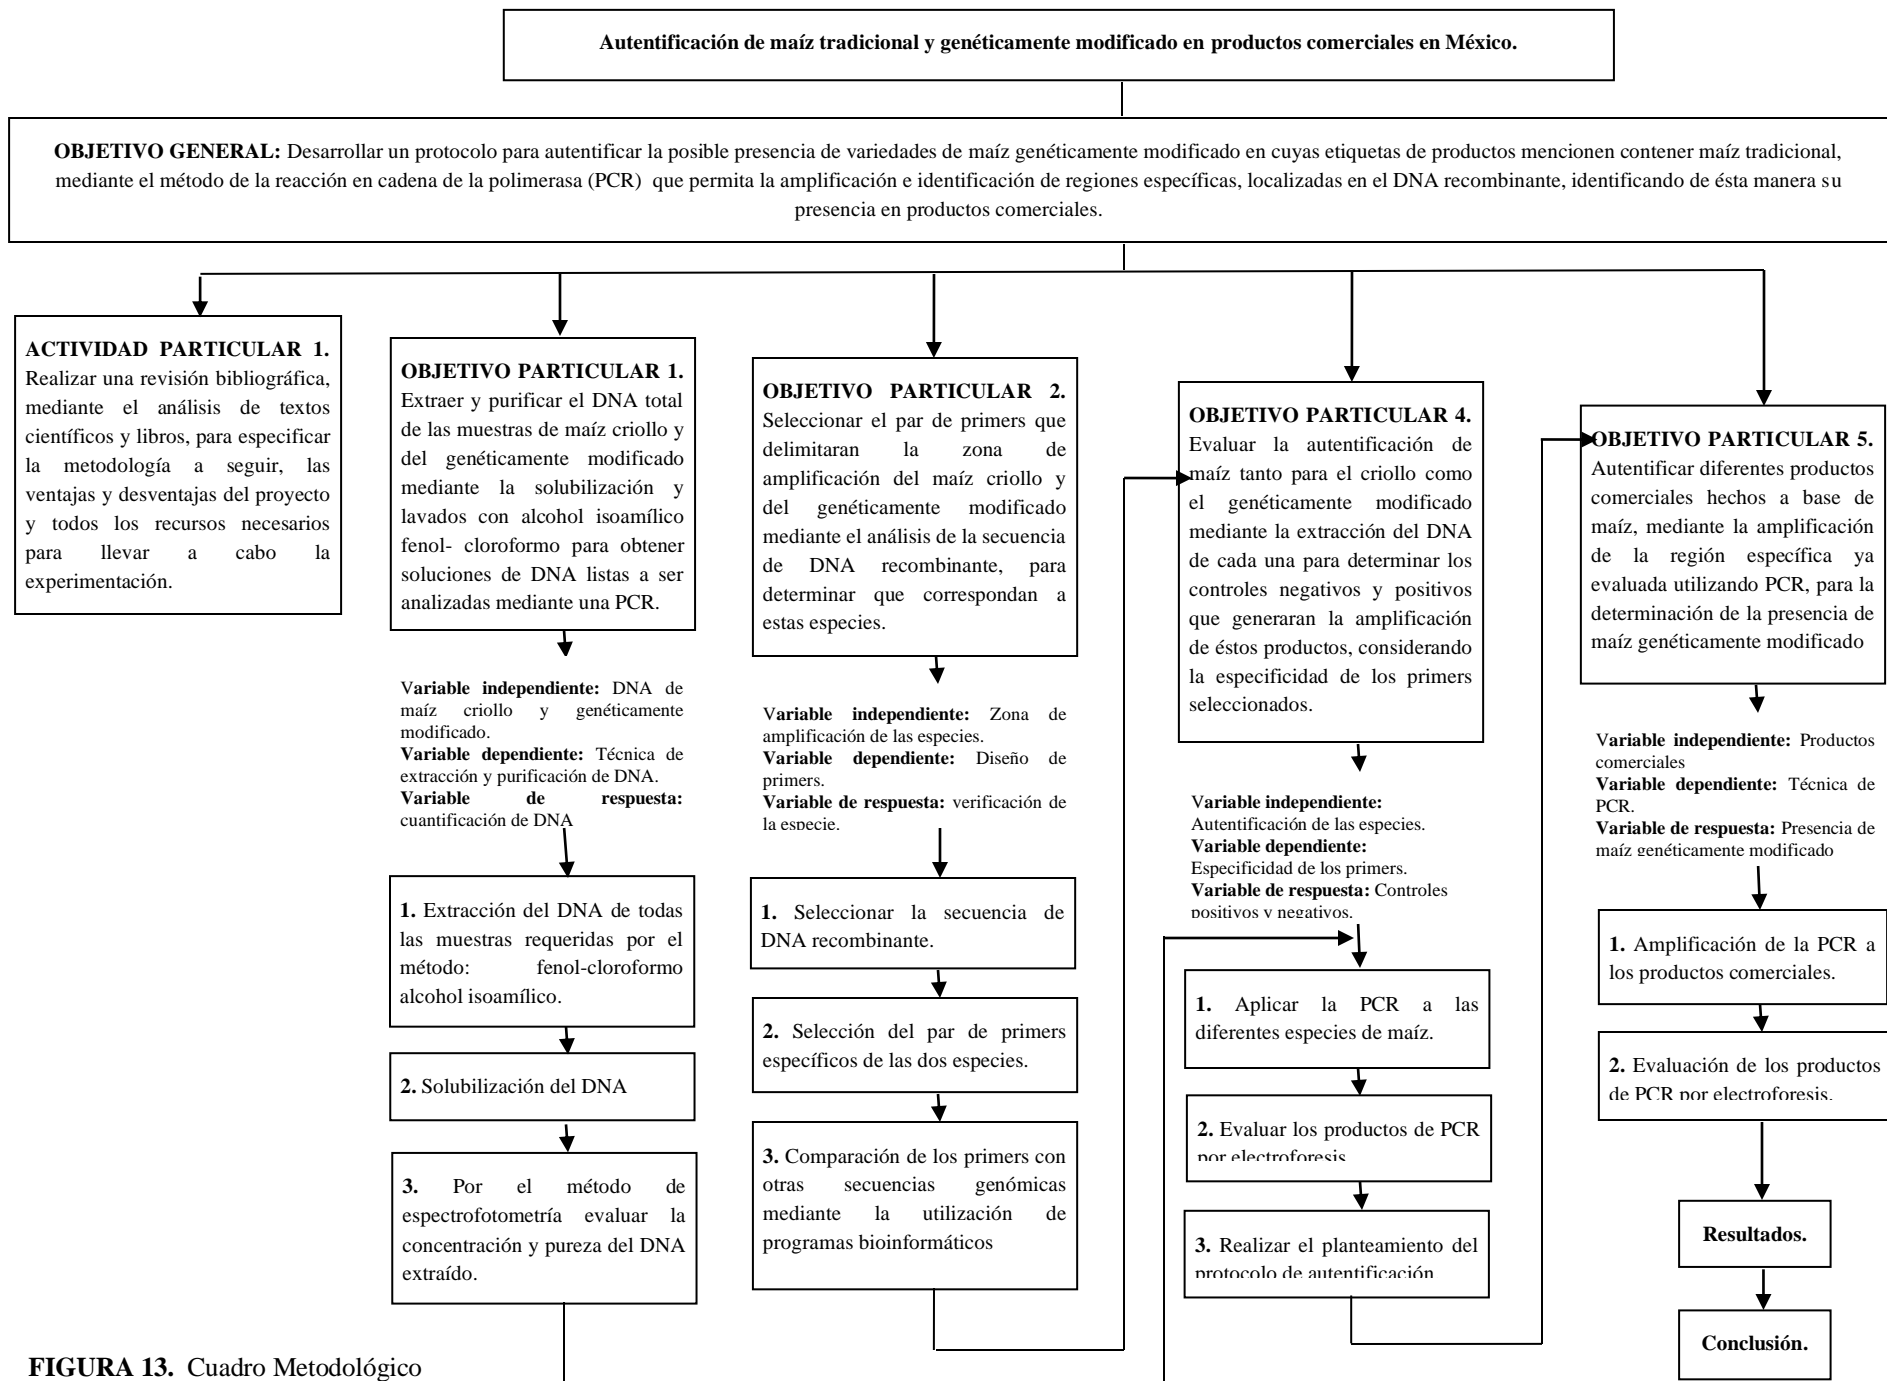 Autentificación de maíz tradicional y genéticamente modificado en productos comerciales en México.
OBJETIVO GENERAL: Desarrollar un protocolo para autentificar la posible presencia de variedades de maíz genéticamente modificado en cuyas etiquetas de productos mencionen contener maíz tradicional,
mediante el método de la reacción en cadena de la polimerasa (PCR) que permita la amplificación e identificación de regiones específicas, localizadas en el DNA recombinante, identificando de ésta manera su
presencia en productos comerciales.
ACTIVIDAD PARTICULAR 1.
Realizar una revisión bibliográfica,
mediante el análisis de textos
científicos y libros, para especificar
la metodología a seguir, las
ventajas y desventajas del proyecto
y todos los recursos necesarios
para llevar a cabo la
experimentación.
OBJETIVO PARTICULAR 1.
Extraer y purificar el DNA total
de las muestras de maíz criollo y
del genéticamente modificado
mediante la solubilización y
lavados con alcohol isoamílico
fenol- cloroformo para obtener
soluciones de DNA listas a ser
analizadas mediante una PCR.
Variable independiente: DNA de
maíz criollo y genéticamente
modificado.
Variable dependiente: Técnica de
extracción y purificación de DNA.
Variable de respuesta:
cuantificación de DNA
1. Extracción del DNA de todas
las muestras requeridas por el
método: fenol-cloroformo
alcohol isoamílico.
2. Solubilización del DNA
3. Por el método de
espectrofotometría evaluar la
concentración y pureza del DNA
extraído.
OBJETIVO PARTICULAR 2.
Seleccionar el par de primers que
delimitaran la zona de
amplificación del maíz criollo y
del genéticamente modificado
mediante el análisis de la secuencia
de DNA recombinante, para
determinar que correspondan a
estas especies.
Variable independiente: Zona de
amplificación de las especies.
Variable dependiente: Diseño de
primers.
Variable de respuesta: verificación de
la especie.
1. Seleccionar la secuencia de
DNA recombinante.
2. Selección del par de primers
específicos de las dos especies.
3. Comparación de los primers con
otras secuencias genómicas
mediante la utilización de
programas bioinformáticos
OBJETIVO PARTICULAR 4.
Evaluar la autentificación de
maíz tanto para el criollo como
el genéticamente modificado
mediante la extracción del DNA
de cada una para determinar los
controles negativos y positivos
que generaran la amplificación
de éstos productos, considerando
la especificidad de los primers
seleccionados.
Variable independiente:
Autentificación de las especies.
Variable dependiente:
Especificidad de los primers.
Variable de respuesta: Controles
positivos y negativos.
1. Aplicar la PCR a las
diferentes especies de maíz.
2. Evaluar los productos de PCR
por electroforesis
3. Realizar el planteamiento del
protocolo de autentificación
OBJETIVO PARTICULAR 5.
Autentificar diferentes productos
comerciales hechos a base de
maíz, mediante la amplificación
de la región específica ya
evaluada utilizando PCR, para la
determinación de la presencia de
maíz genéticamente modificado
Variable independiente: Productos
comerciales
Variable dependiente: Técnica de
PCR.
Variable de respuesta: Presencia de
maíz genéticamente modificado
1. Amplificación de la PCR a
los productos comerciales.
2. Evaluación de los productos
de PCR por electroforesis.
Resultados.
Conclusión.
FIGURA 13. Cuadro Metodológico